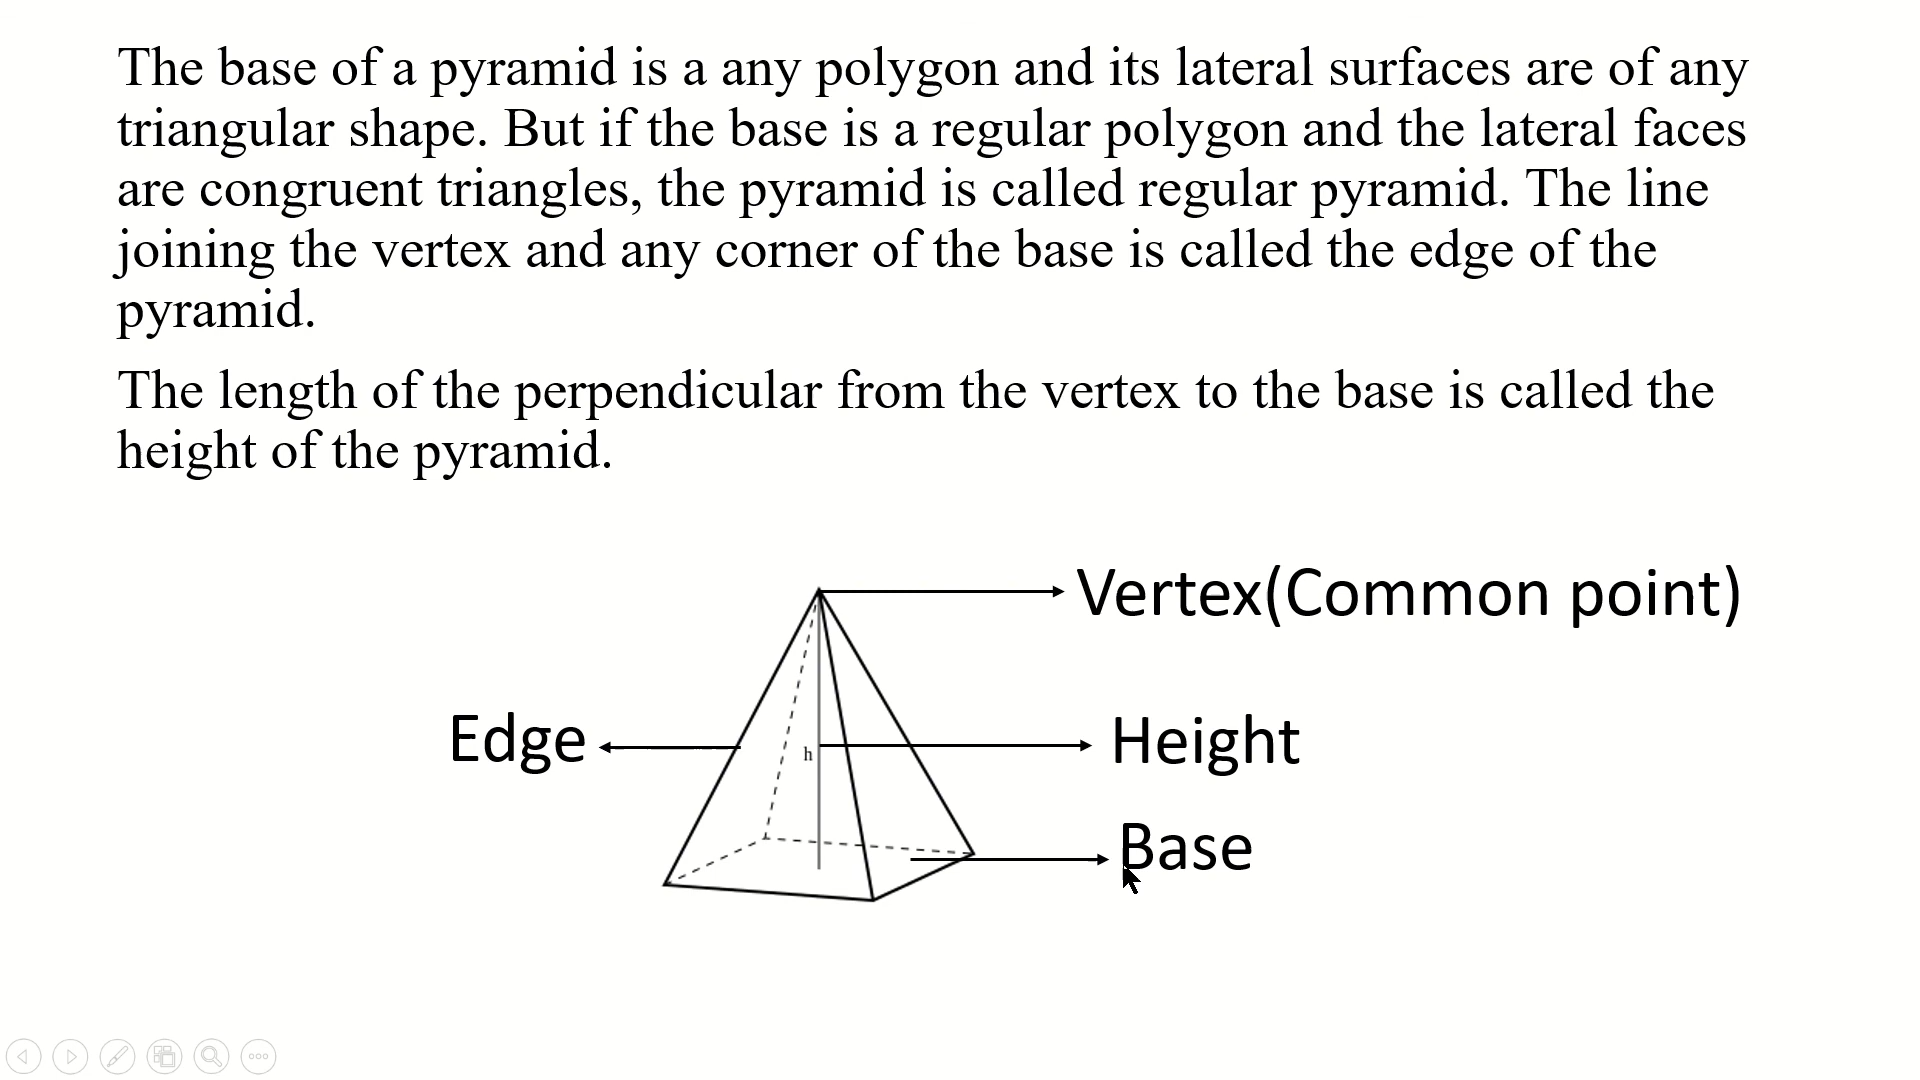 The base of a pyramid is a any polygon and its lateral surfaces are of any
triangular shape. But if the base is a regular polygon and the lateral faces
are congruent triangles, the pyramid is called regular pyramid. The line
joining the vertex and any corner of the base is called the edge of the
pyramid.
The length of the perpendicular from the vertex to the base is called the
height of the pyramid.
Vertex(Common point)
Edge
h
Height
Base